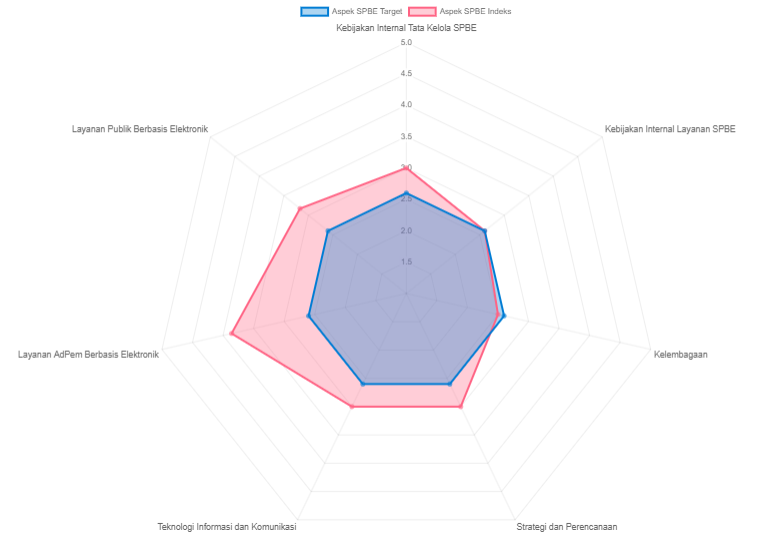 Aspek SPBE Target Aspek SPBE Indeks
Kebijakan Internal Tata Kelola SPBE
5.0
4.5
4.0
Layanan Publik Berbasis Elektronik
Kebijakan Internal Layanan SPBE
3.5
3.0
2.5
2.0
1.5
Layanan AdPem Berbasis Elektronik
Kelembagaan
Teknologi Informasi dan Komunikasi
Strategi dan Perencanaan